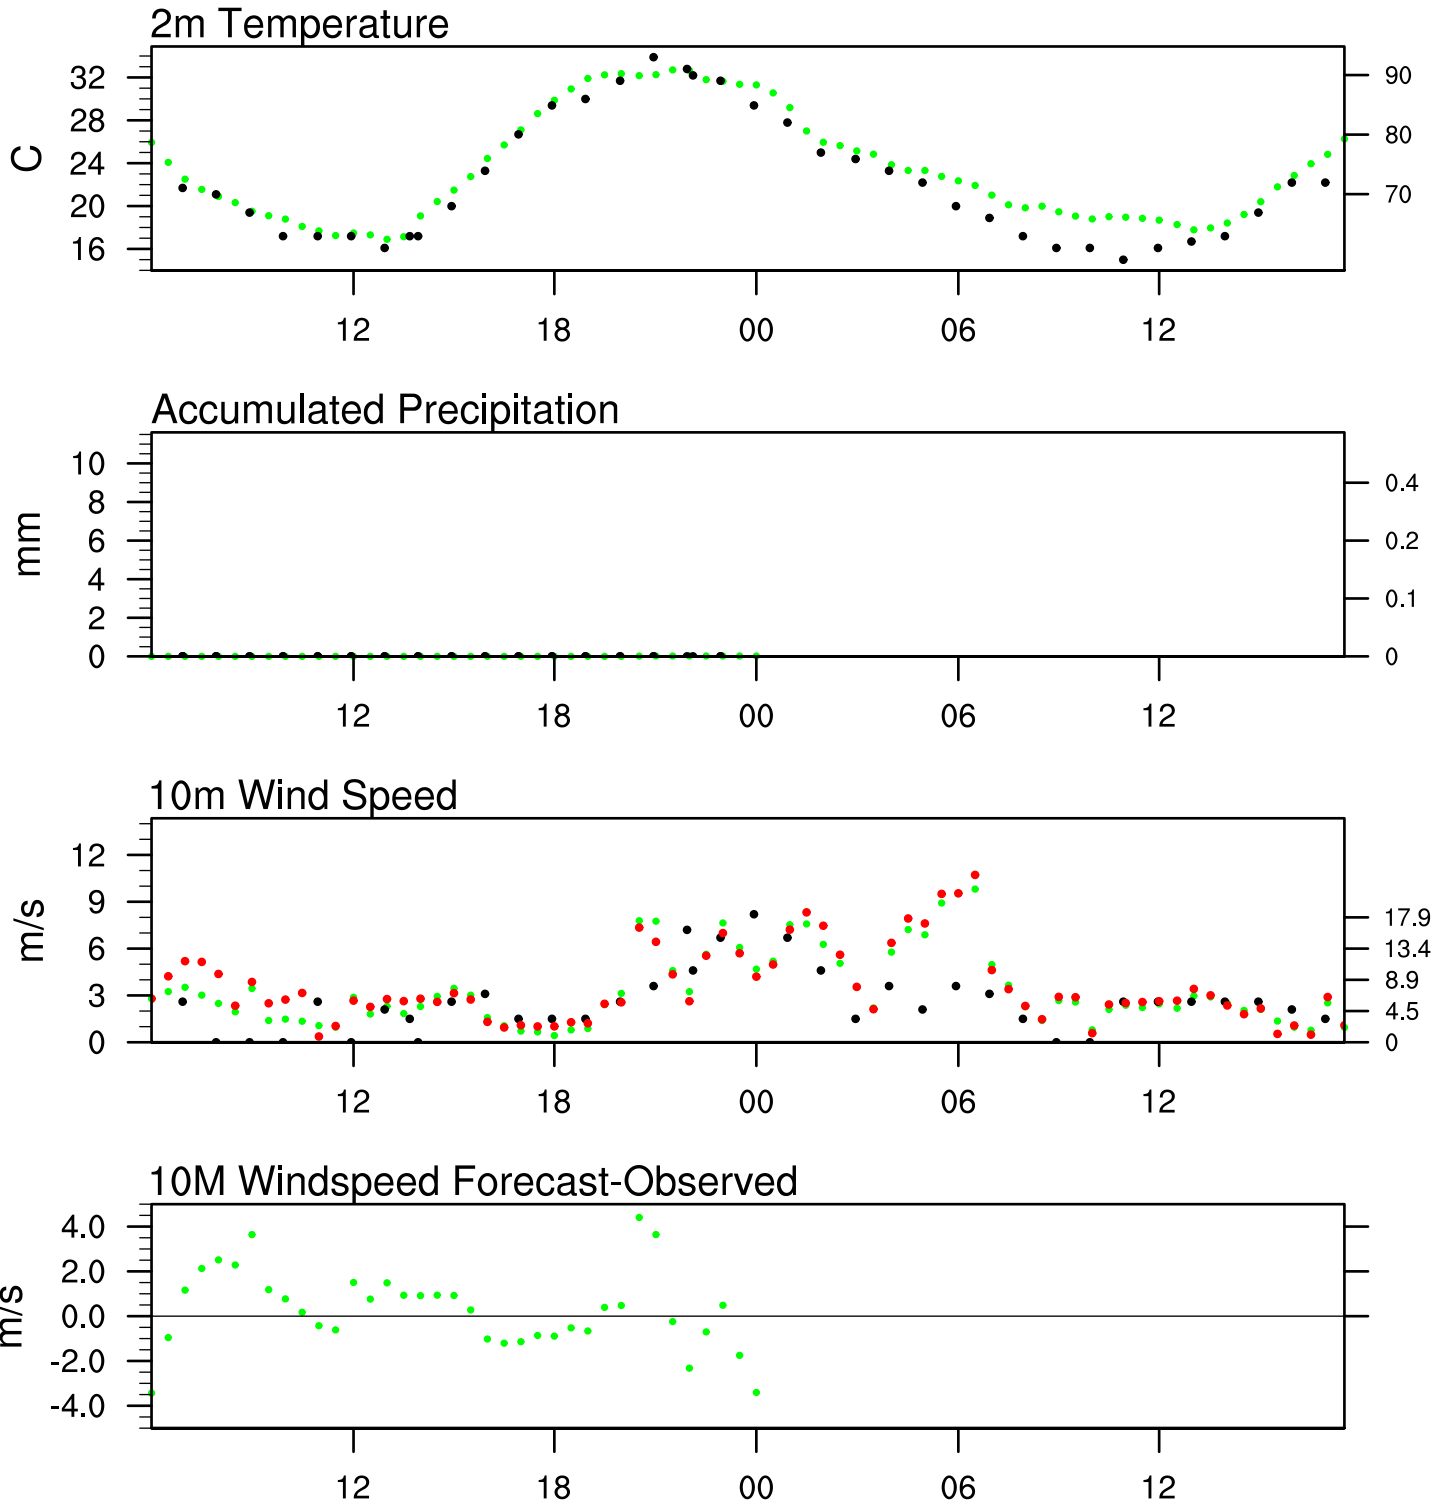 2m Temperature
C
32
28
24
20
16
90
80
70
12 18 00 06 12
Accumulated Precipitation
mm
10
8
6
4
2
0
0.4
0.2
0.1
0
12 18 00 06 12
10m Wind Speed
m/s
12
9
6
3
0
17.9
13.4
8.9
4.5
0
12 18 00 06 12
10M Windspeed Forecast-Observed
m/s
4.0
2.0
0.0
-2.0
-4.0
12 18 00 06 12